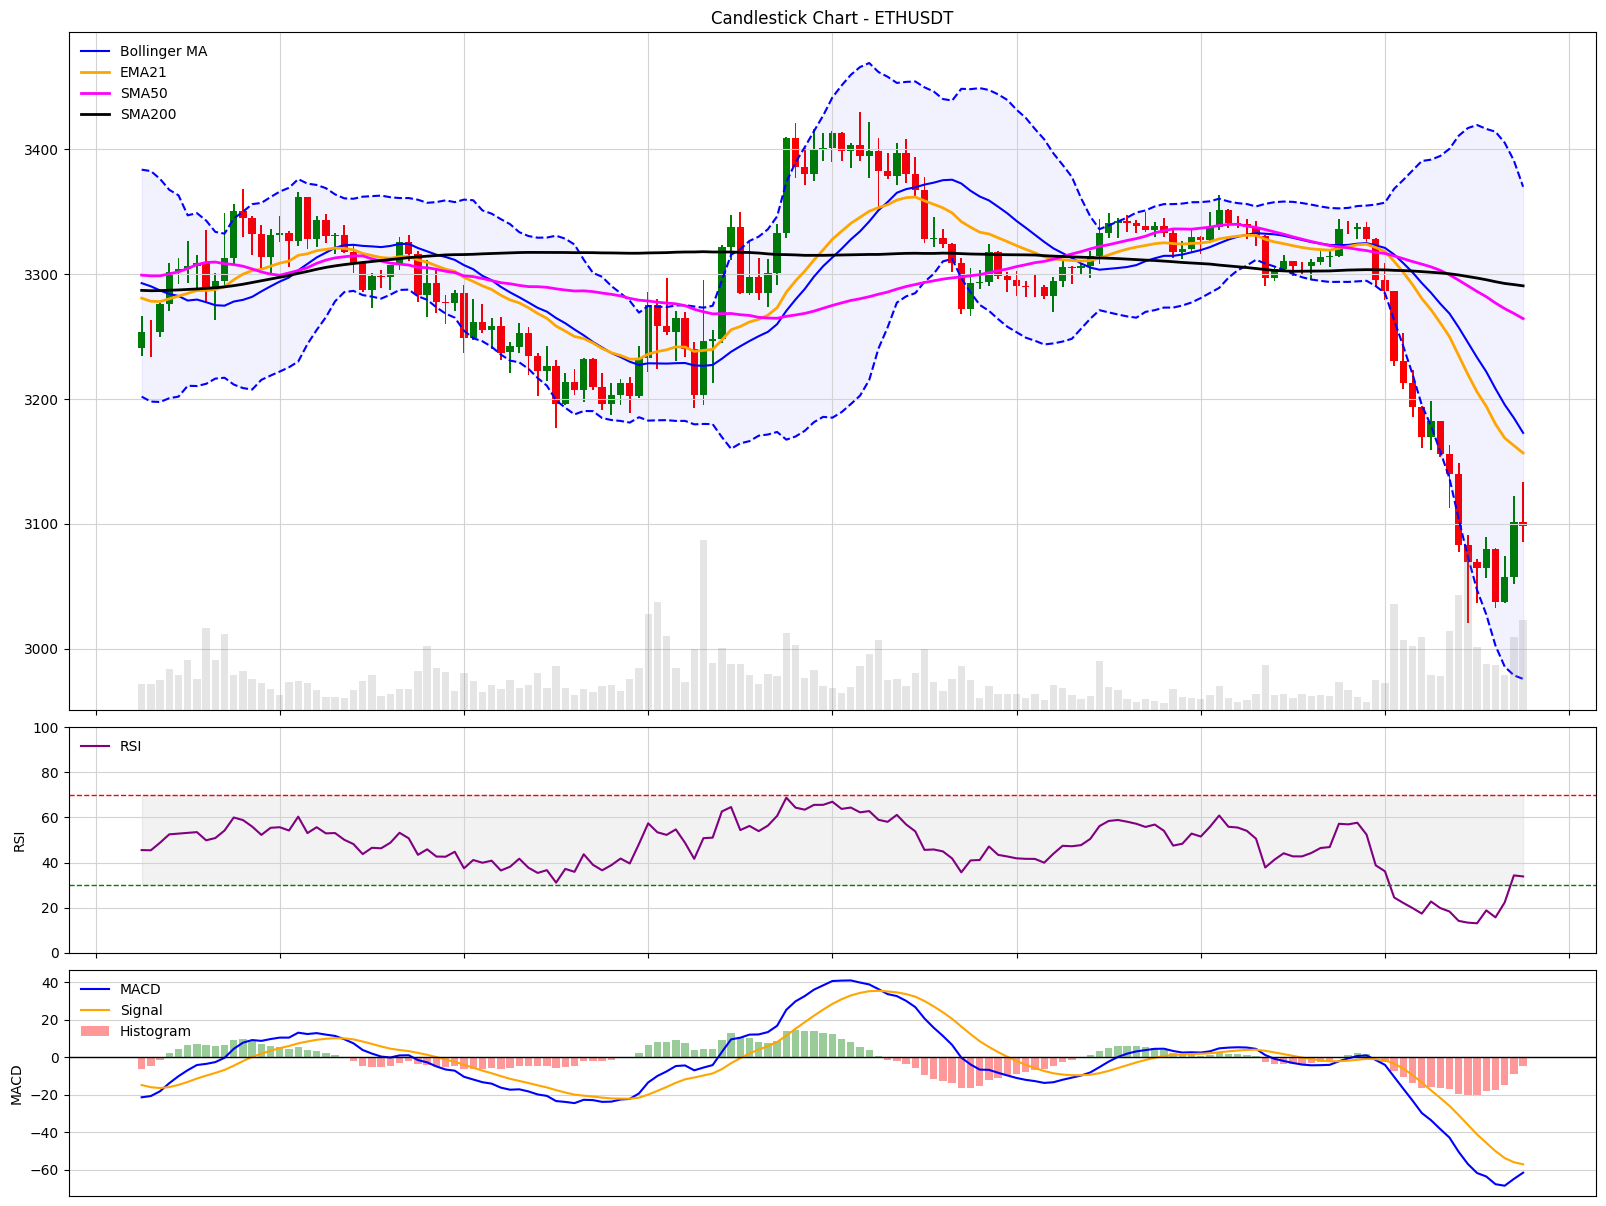 Candlestick Chart - ETHUSDT
Bollinger MA
EMA21
SMA50
SMA200
3400
3300
3200
3100
3000
100
80
60
40
20
0
RSI
RSI
40
20
0
−20
−40
−60
MACD
MACD
Signal
Histogram